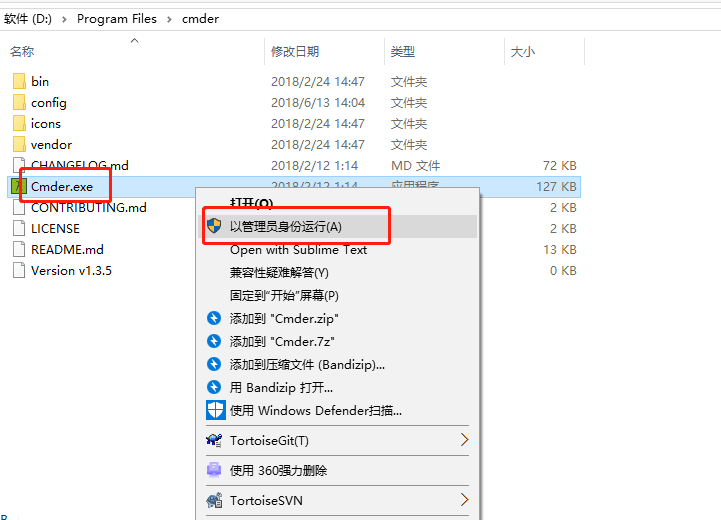 软件 (D:) > Program Files > cmder
名称 修改日期 类型 大小
bin 2018/2/24 14:47 文件夹
config 2018/6/13 14:04 文件夹
icons 2018/2/24 14:47 文件夹
vendor 2018/2/24 14:47 文件夹
CHANGELOG.md 2018/2/12 1:14 MD 文件 72 KB
Cmder.exe 2018/2/12 1:14 应用程序 127 KB
打开(O)
CONTRIBUTING.md 2 KB
以管理员身份运行(A)
LICENSE 2 KB
Open with Sublime Text
README.md 13 KB
兼容性疑难解答(Y)
Version v1.3.5 0 KB
固定到"开始"屏幕(P)
添加到 "Cmder.zip"
添加到 "Cmder.7z"
添加到压缩文件 (Bandizip)...
用 Bandizip 打开...
使用 Windows Defender扫描...
TortoiseGit(T)
使用 360强力删除
TortoiseSVN